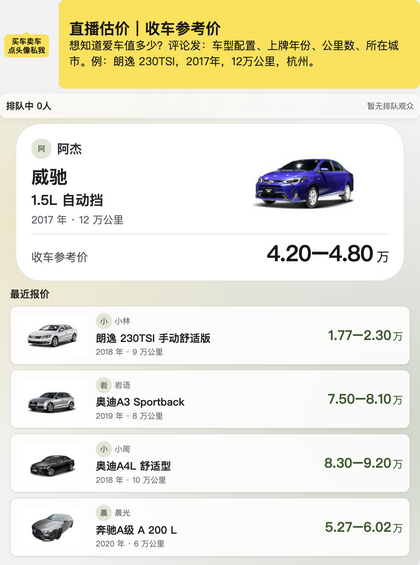 买车卖车
点头像私我
直播估价｜收车参考价
想知道爱车值多少？评论发：车型配置、上牌年份、公里数、所在城
市。例：朗逸 230TSI，2017年，12万公里，杭州。
排队中 0人
暂无排队观众
阿 阿杰
威驰
1.5L 自动挡
2017 年 · 12 万公里
收车参考价
4.20—4.80 万
最近报价
小 小林
朗逸 230TSI 手动舒适版
2018 年 · 9 万公里
1.77—2.30 万
岩 岩语
奥迪A3 Sportback
2019 年 · 8 万公里
7.50—8.10 万
小 小周
奥迪A4L 舒适型
2018 年 · 10 万公里
8.30—9.20 万
晨 晨光
奔驰A级 A 200 L
2020 年 · 6 万公里
5.27—6.02 万